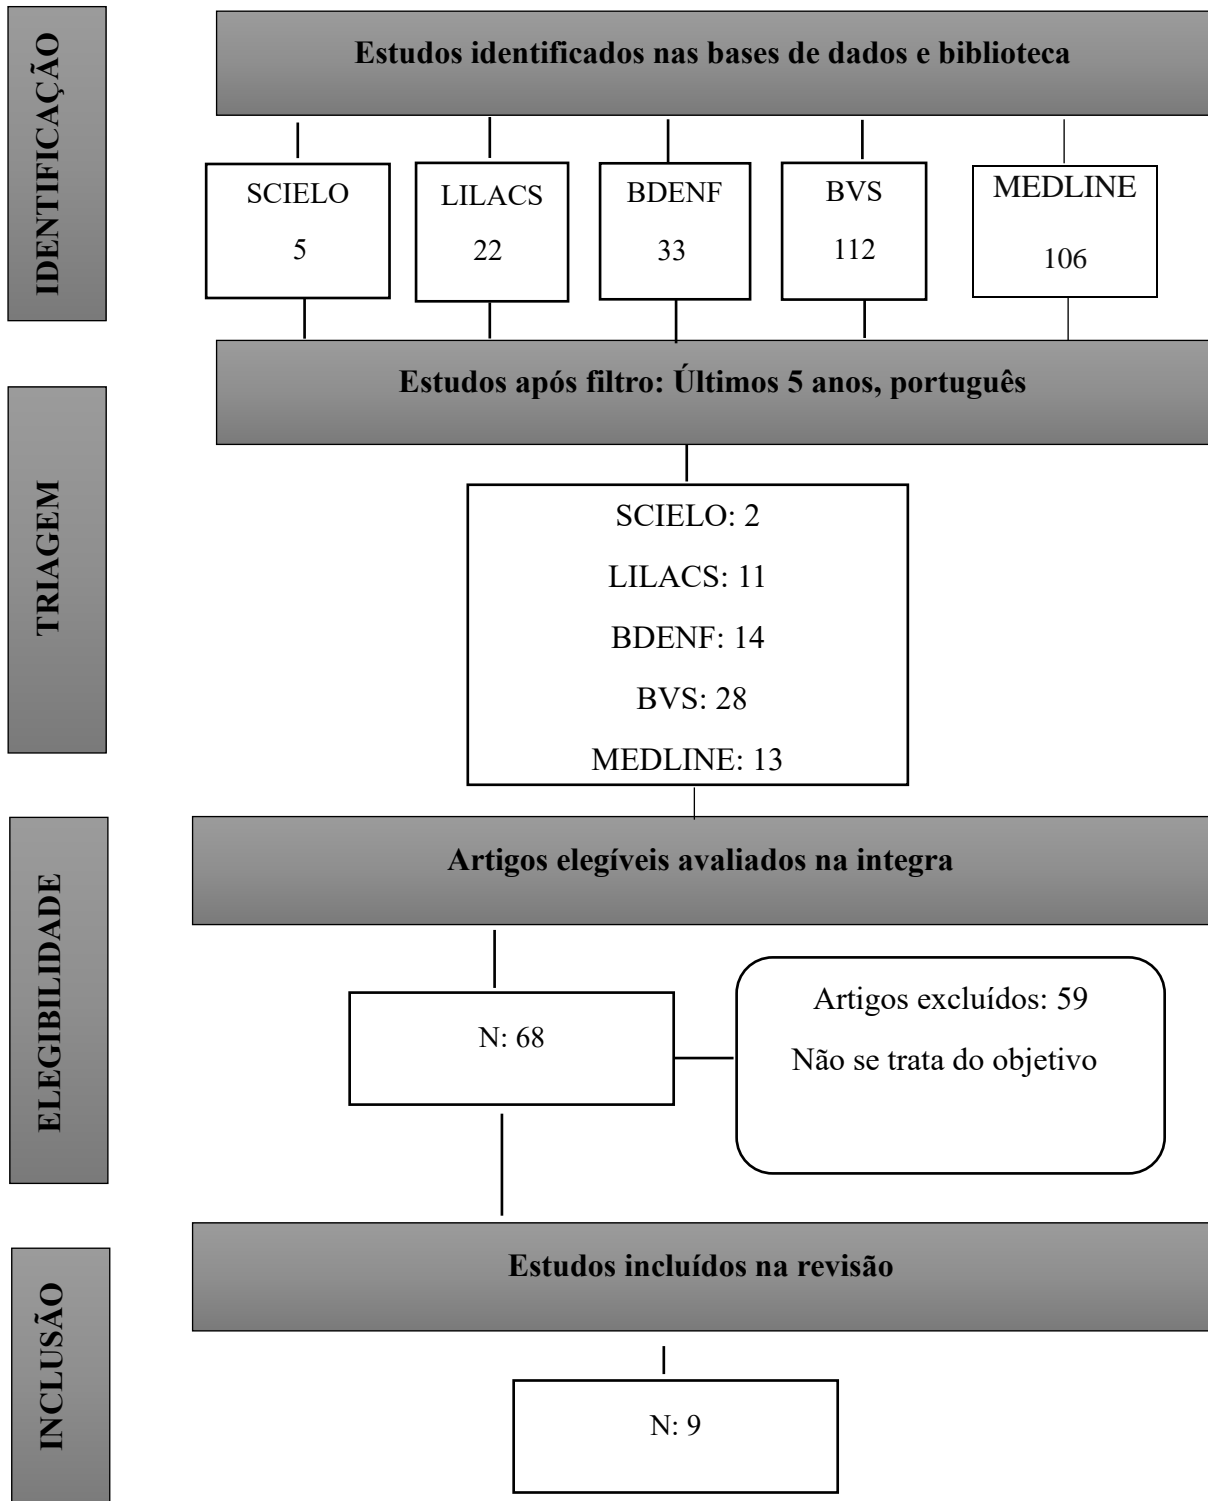 IDENTIFICAÇÃO
Estudos identificados nas bases de dados e biblioteca
SCIELO
5
LILACS
22
BDENF
33
BVS
112
MEDLINE
106
TRIAGEM
Estudos após filtro: Últimos 5 anos, português
SCIELO: 2
LILACS: 11
BDENF: 14
BVS: 28
MEDLINE: 13
ELEGIBILIDADE
Artigos elegíveis avaliados na integra
N: 68
Artigos excluídos: 59
Não se trata do objetivo
INCLUSÃO
Estudos incluídos na revisão
N: 9